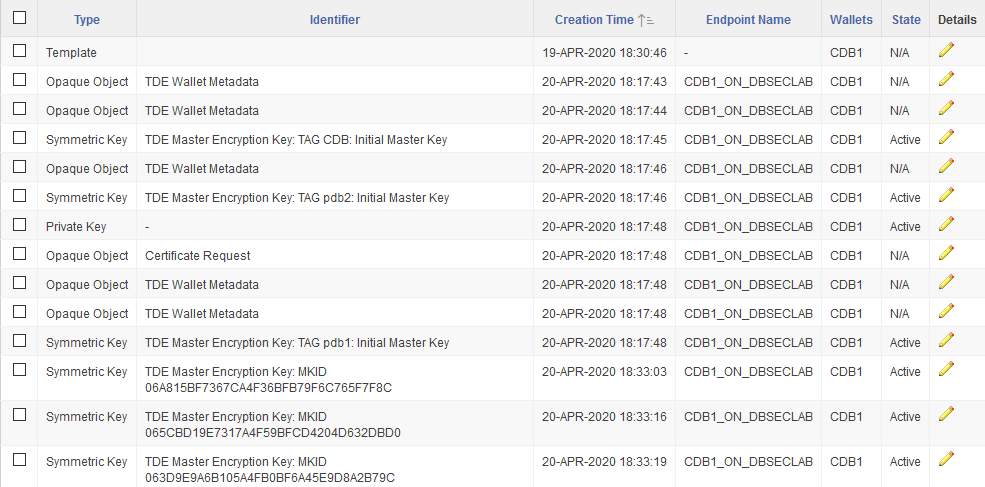 Type Identifier Creation Time Endpoint Name Wallets State Details
Template 19-APR-2020 18:30:46 - CDB1 N/A
Opaque Object TDE Wallet Metadata 20-APR-2020 18:17:43 CDB1_ON_DBSECLAB CDB1 N/A
Opaque Object TDE Wallet Metadata 20-APR-2020 18:17:44 CDB1_ON_DBSECLAB CDB1 N/A
Symmetric Key TDE Master Encryption Key: TAG CDB: Initial Master Key 20-APR-2020 18:17:45 CDB1_ON_DBSECLAB CDB1 Active
Opaque Object TDE Wallet Metadata 20-APR-2020 18:17:46 CDB1_ON_DBSECLAB CDB1 N/A
Symmetric Key TDE Master Encryption Key: TAG pdb2: Initial Master Key 20-APR-2020 18:17:46 CDB1_ON_DBSECLAB CDB1 Active
Private Key - 20-APR-2020 18:17:48 CDB1_ON_DBSECLAB CDB1 Active
Opaque Object Certificate Request 20-APR-2020 18:17:48 CDB1_ON_DBSECLAB CDB1 N/A
Opaque Object TDE Wallet Metadata 20-APR-2020 18:17:48 CDB1_ON_DBSECLAB CDB1 N/A
Opaque Object TDE Wallet Metadata 20-APR-2020 18:17:48 CDB1_ON_DBSECLAB CDB1 N/A
Symmetric Key TDE Master Encryption Key: TAG pdb1: Initial Master Key 20-APR-2020 18:17:48 CDB1_ON_DBSECLAB CDB1 Active
Symmetric Key TDE Master Encryption Key: MKID 20-APR-2020 18:33:03 CDB1_ON_DBSECLAB CDB1 Active
06A815BF7367CA4F36BFB79F6C765F7F8C
Symmetric Key TDE Master Encryption Key: MKID 20-APR-2020 18:33:16 CDB1_ON_DBSECLAB CDB1 Active
065CBD19E7317A4F59BFCD4204D632DBD0
Symmetric Key TDE Master Encryption Key: MKID 20-APR-2020 18:33:19 CDB1_ON_DBSECLAB CDB1 Active
063D9E9A6B105A4FB0BF6A45E9D8A2B79C